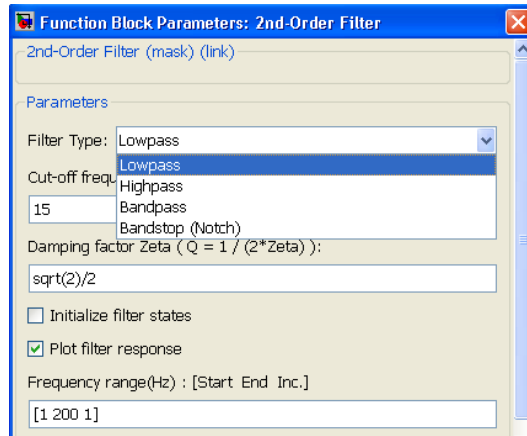 Function Block Parameters: 2nd-Order Filter
2nd-Order Filter (mask) (link)
Parameters
Filter Type: Lowpass
Lowpass
Highpass
Bandpass
Bandstop (Notch)
Cut-off frequ
15
Damping factor Zeta ( Q = 1 / (2*Zeta) ):
sqrt(2)/2
Initialize filter states
Plot filter response
Frequency range(Hz) : [Start End Inc.]
[1 200 1]